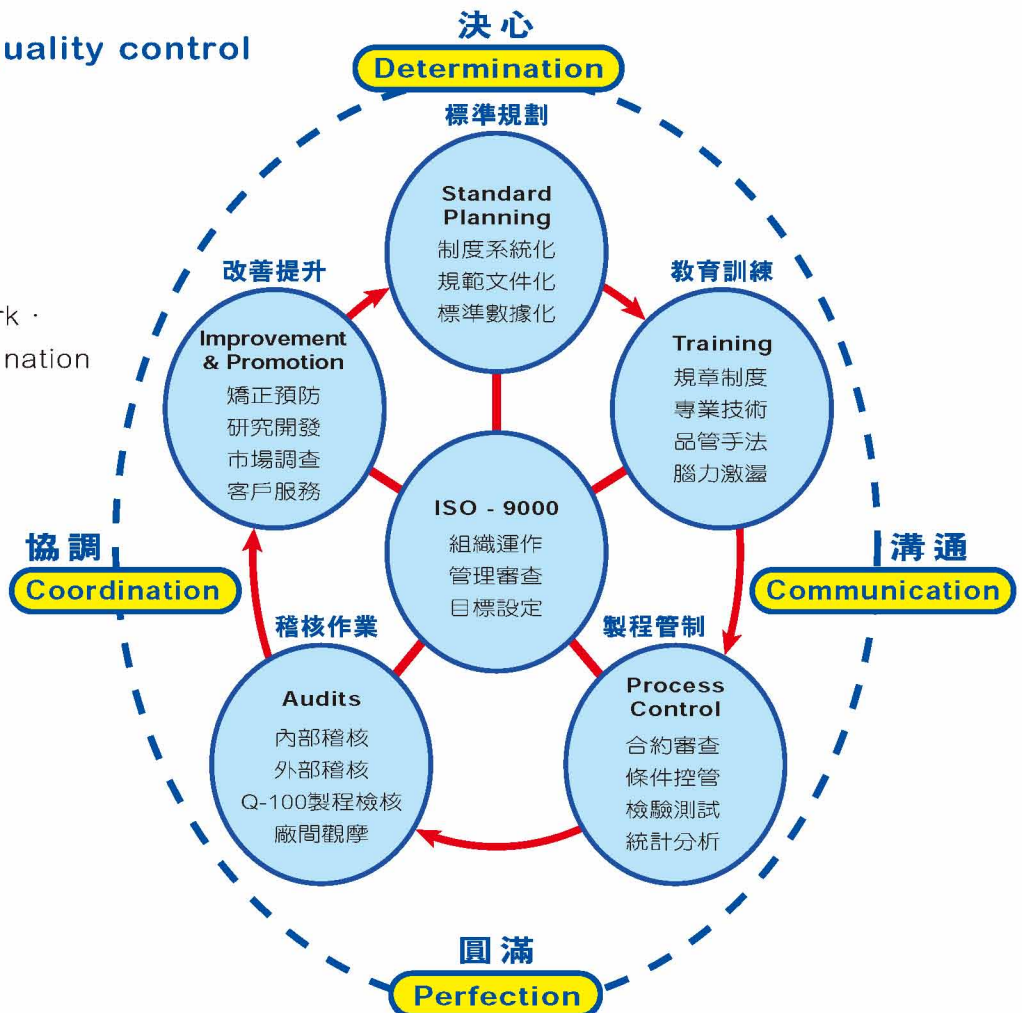 uality control
rk ·
nation
決心
Determination
標準規劃
Standard
Planning
制度系統化
規範文件化
標準數據化
改善提升
Improvement
& Promotion
矯正預防
研究開發
市場調查
客戶服務
教育訓練
Training
規章制度
專業技術
品管手法
腦力激盪
ISO - 9000
組織運作
管理審查
目標設定
協調
Coordination
溝通
Communication
稽核作業
Audits
內部稽核
外部稽核
Q-100製程檢核
廠間觀摩
製程管制
Process
Control
合約審查
條件控管
檢驗測試
統計分析
圓滿
Perfection